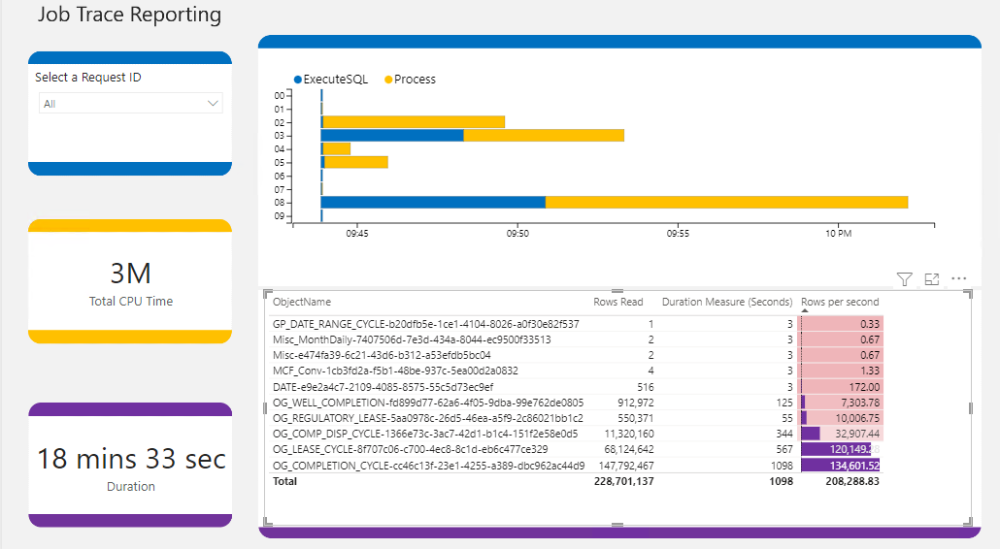 Job Trace Reporting
Select a Request ID
All
3M
Total CPU Time
18 mins 33 sec
Duration
ExecuteSQL Process
00
01
02
03
04
05
06
07
08
09
09:45 09:50 09:55 10 PM
ObjectName Rows Read Duration Measure (Seconds) Rows per second
GP_DATE_RANGE_CYCLE-b20dfb5e-1ce1-4104-8026-a0f30e82f537 1 3 0.33
Misc_MonthDaily-7407506d-7e3d-434a-8044-ec9500f33513 2 3 0.67
Misc-e474fa39-6c21-43d6-b312-a53efdb5bc04 2 3 0.67
MCF_Conv-1cb3fd2a-f5b1-48be-937c-5ea00d2a0832 4 3 1.33
DATE-e9e2a4c7-2109-4085-8575-55c5d73ec9ef 516 3 172.00
OG_WELL_COMPLETION-fd899d77-62a6-4f05-9dba-99e762de0805 912,972 125 7,303.78
OG_REGULATORY_LEASE-5aa0978c-26d5-46ea-a5f9-2c86021bb1c2 550,371 55 10,006.75
OG_COMP_DISP_CYCLE-1366e73c-3ac7-42d1-b1c4-151f2e58e0d5 11,320,160 344 32,907.44
OG_LEASE_CYCLE-8f707c06-c700-4ec8-8c1d-eb6c477ce329 68,124,642 567
OG_COMPLETION_CYCLE-cc46c13f-23e1-4255-a389-dbc962ac44d9 147,792,467 1098 134,601.52
Total 228,701,137 1098 208,288.83